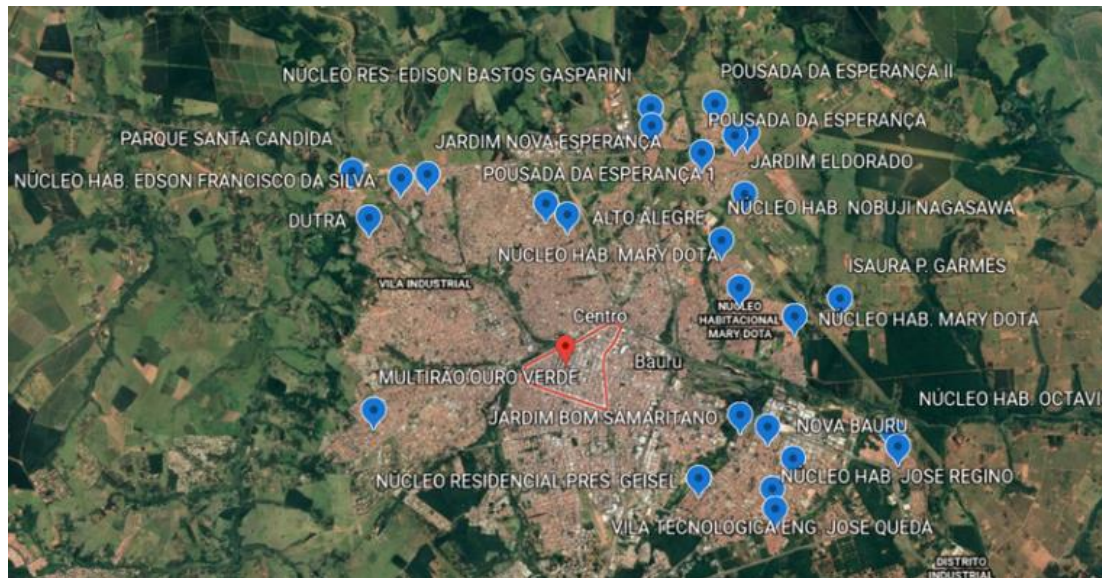 NÚCLEO RES. EDISON BASTOS GASPARINI
POUSADA DA ESPERANÇA II
POUSADA DA ESPERANÇA
PARQUE SANTA CANDIDA
JARDIM NOVA ESPERANÇA
JARDIM ELDORADO
NÚCLEO HAB. EDSON FRANCISCO DA SILVA
POUSADA DA ESPERANÇA 1
DUTRA
ALTO ALEGRE
NÚCLEO HAB. NOBUJI NAGASAWA
NÚCLEO HAB. MARY DOTA
ISAURA P. GARMES
VILA INDUSTRIAL
NÚCLEO
HABITACIONAL
MARY DOTA
Centro
NÚCLEO HAB. MARY DOTA
Bauru
MULTIRÃO OURO VERDE
NÚCLEO HAB. OCTAVI
JARDIM BOM SAMARITANO
NOVA BAURU
NÚCLEO RESIDENCIAL PRES. GEISEL
NÚCLEO HAB. JOSE REGINO
VILA TECNOLOGICA ENG. JOSE QUEDA
DISTRITO
INDUSTRIAL